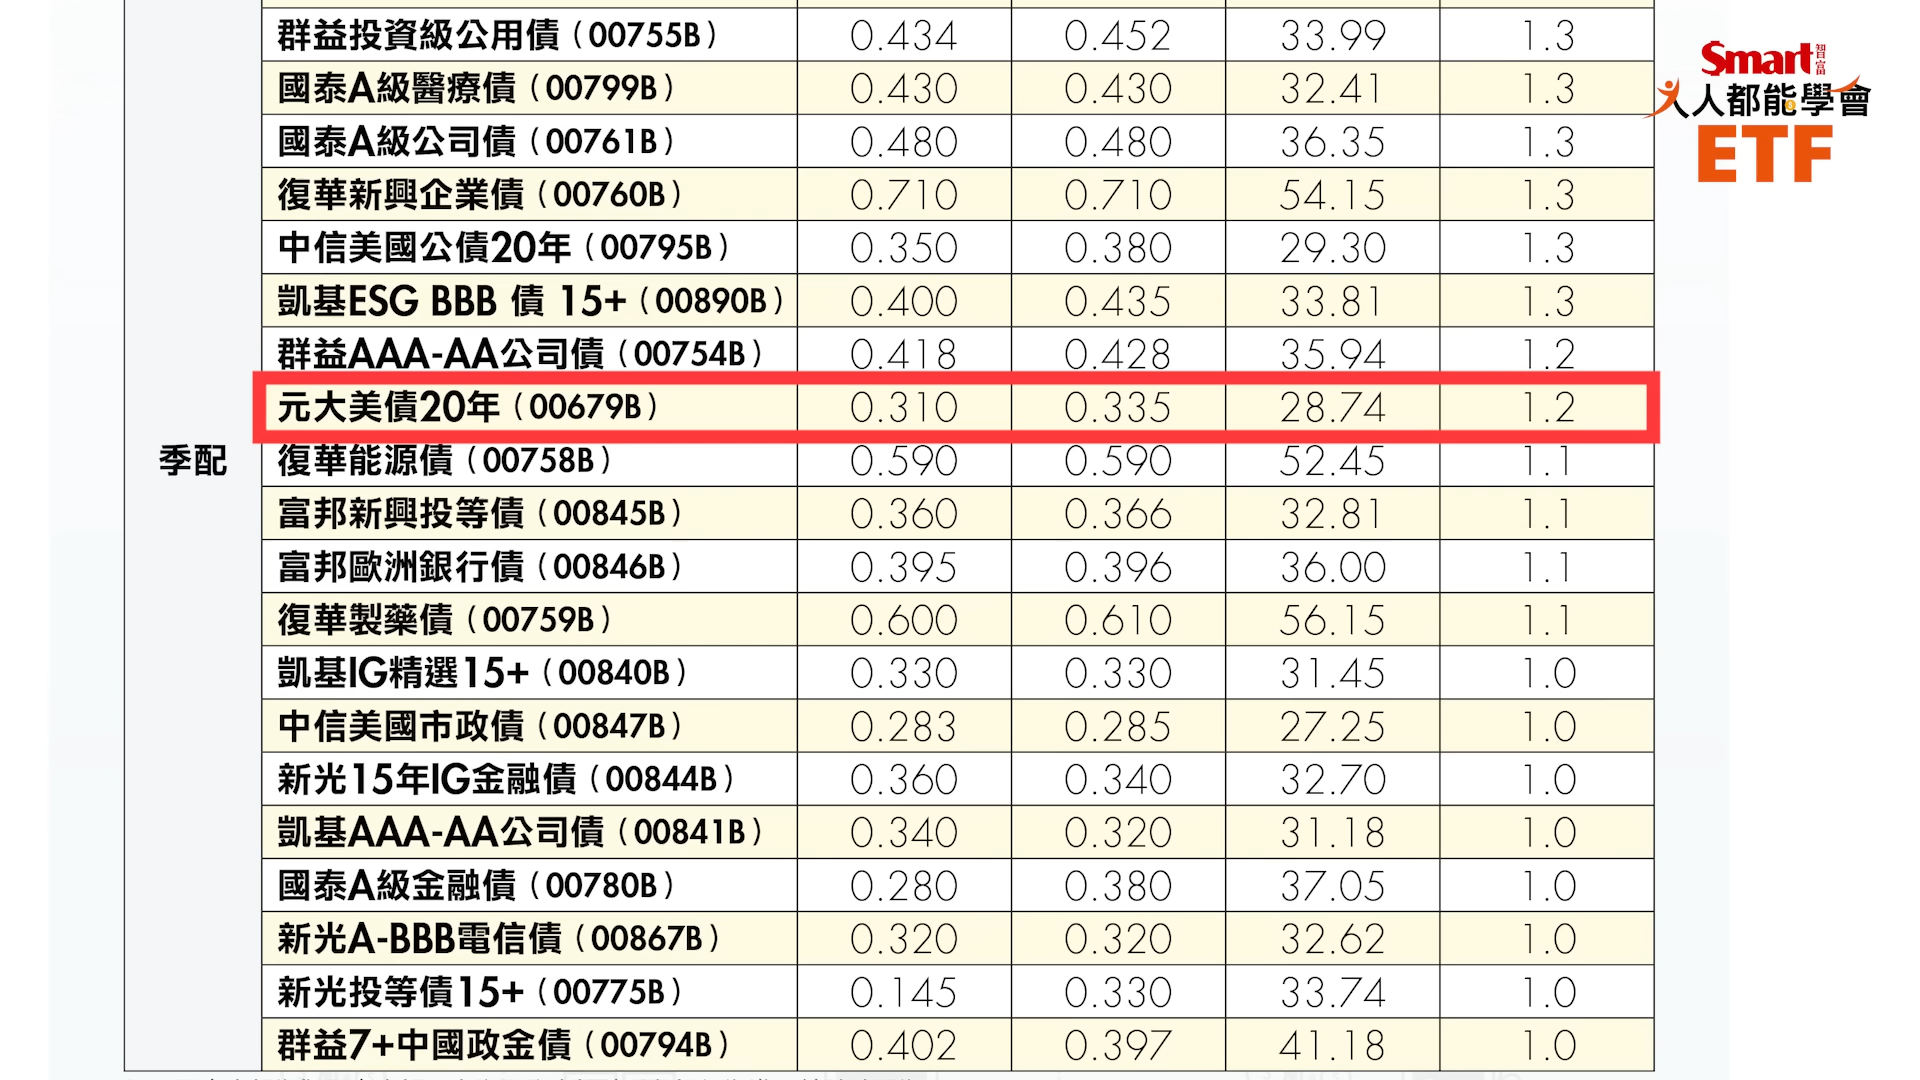 群益投資級公用債（00755B） 0.434 0.452 33.99 1.3
國泰A級醫療債（00799B） 0.430 0.430 32.41 1.3
國泰A級公司債（00761B） 0.480 0.480 36.35 1.3
復華新興企業債（00760B） 0.710 0.710 54.15 1.3
中信美國公債20年（00795B） 0.350 0.380 29.30 1.3
凱基ESG BBB 債 15+（00890B） 0.400 0.435 33.81 1.3
群益AAA-AA公司債（00754B） 0.418 0.428 35.94 1.2
元大美債20年（00679B） 0.310 0.335 28.74 1.2
季配
復華能源債（00758B） 0.590 0.590 52.45 1.1
富邦新興投等債（00845B） 0.360 0.366 32.81 1.1
富邦歐洲銀行債（00846B） 0.395 0.396 36.00 1.1
復華製藥債（00759B） 0.600 0.610 56.15 1.1
凱基IG精選15+（00840B） 0.330 0.330 31.45 1.0
中信美國市政債（00847B） 0.283 0.285 27.25 1.0
新光15年IG金融債（00844B） 0.360 0.340 32.70 1.0
凱基AAA-AA公司債（00841B） 0.340 0.320 31.18 1.0
國泰A級金融債（00780B） 0.280 0.380 37.05 1.0
新光A-BBB電信債（00867B） 0.320 0.320 32.62 1.0
新光投等債15+（00775B） 0.145 0.330 33.74 1.0
群益7+中國政金債（00794B） 0.402 0.397 41.18 1.0
Smart智富
人人都能學會
ETF